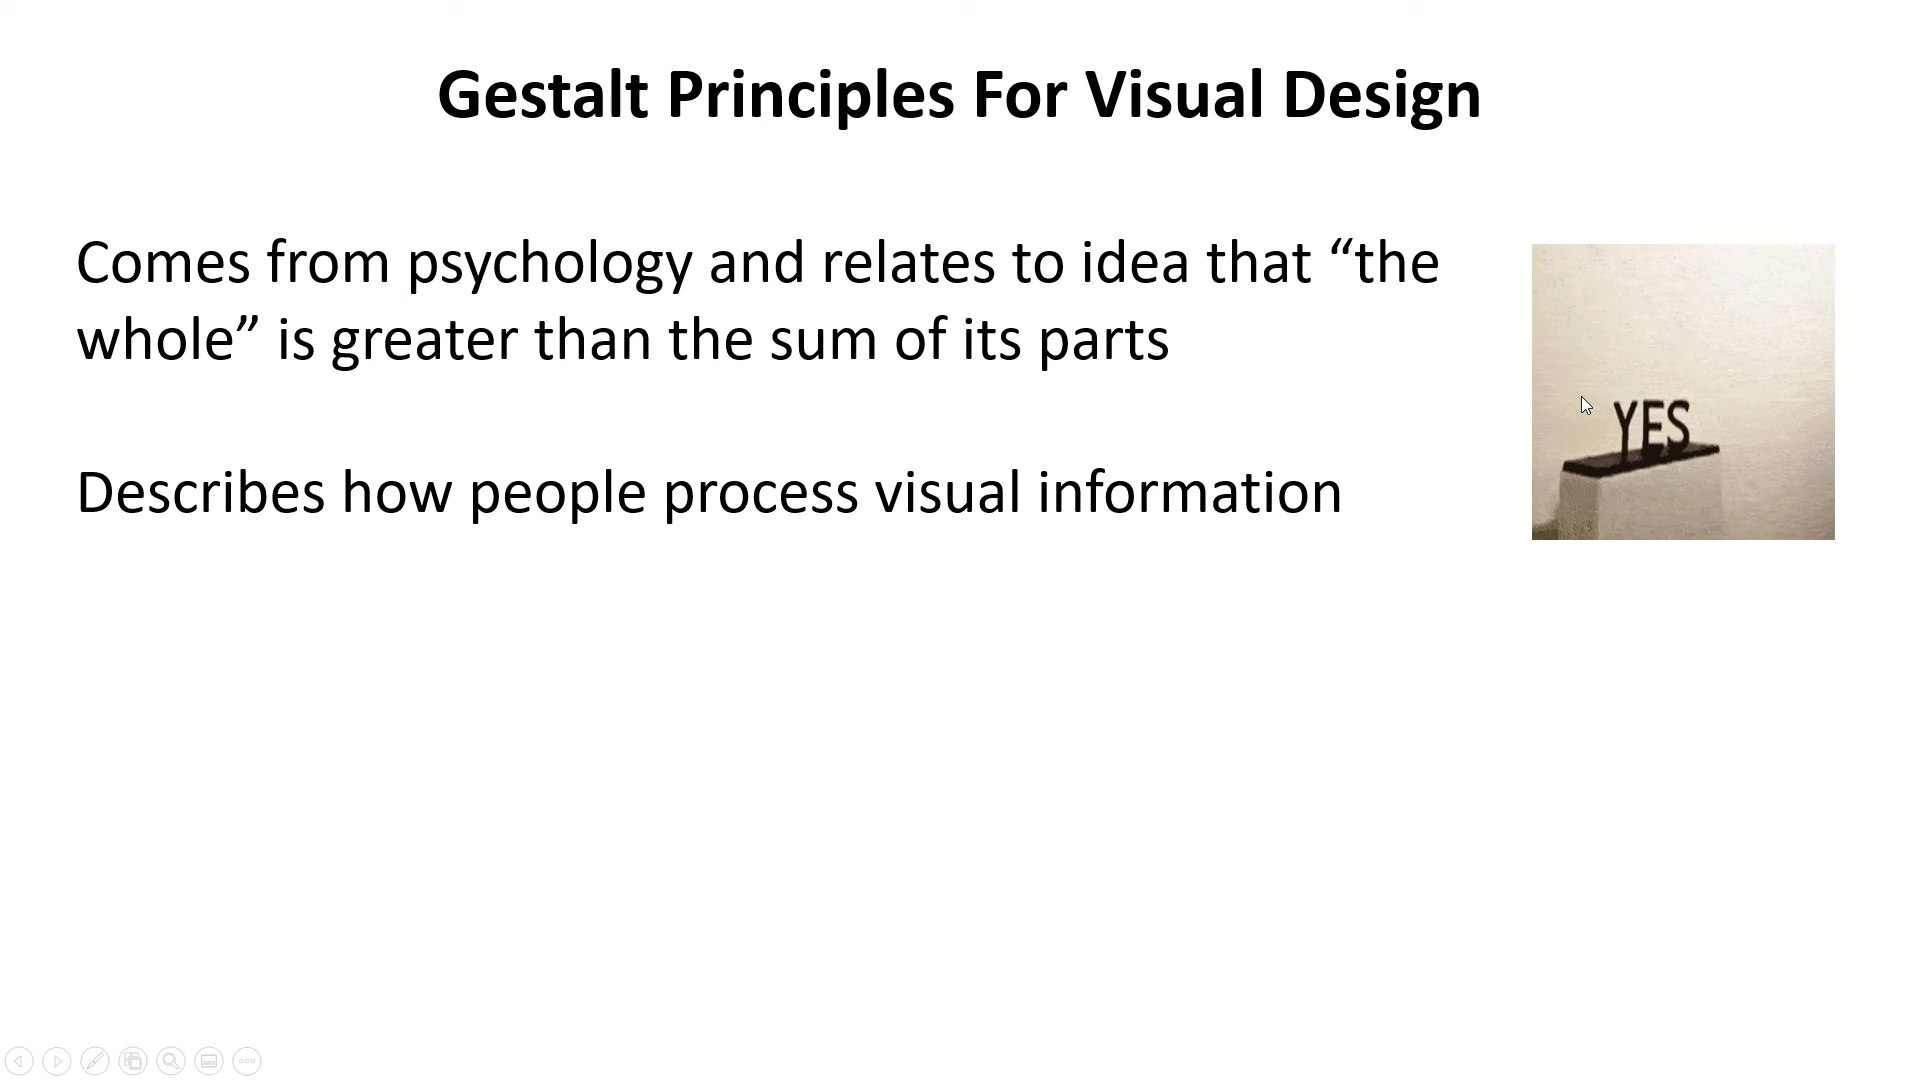 Gestalt Principles For Visual Design
Comes from psychology and relates to idea that “the
whole” is greater than the sum of its parts
YES
Describes how people process visual information